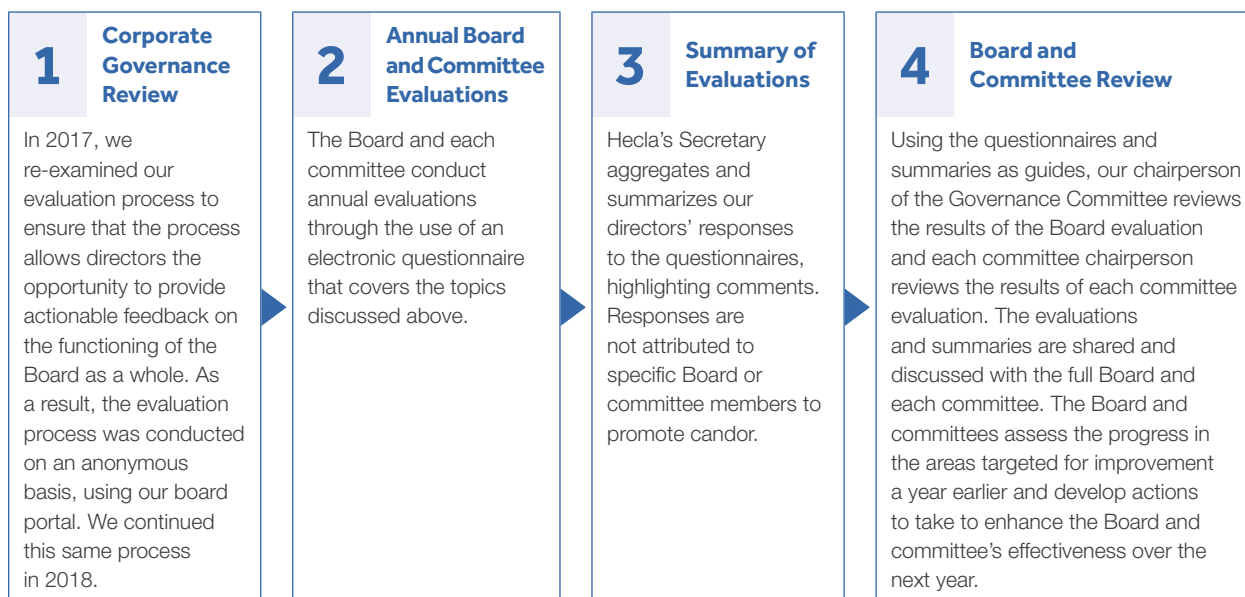 1
Corporate
Governance
Review
In 2017, we
re-examined our
evaluation process to
ensure that the process
allows directors the
opportunity to provide
actionable feedback on
the functioning of the
Board as a whole. As
a result, the evaluation
process was conducted
on an anonymous
basis, using our board
portal. We continued
this same process
in 2018.
2
Annual Board
and Committee
Evaluations
The Board and each
committee conduct
annual evaluations
through the use of an
electronic questionnaire
that covers the topics
discussed above.
3
Summary of
Evaluations
Hecla’s Secretary
aggregates and
summarizes our
directors’ responses
to the questionnaires,
highlighting comments.
Responses are
not attributed to
specific Board or
committee members to
promote candor.
4
Board and
Committee Review
Using the questionnaires and
summaries as guides, our chairperson
of the Governance Committee reviews
the results of the Board evaluation
and each committee chairperson
reviews the results of each committee
evaluation. The evaluations
and summaries are shared and
discussed with the full Board and
each committee. The Board and
committees assess the progress in
the areas targeted for improvement
a year earlier and develop actions
to take to enhance the Board and
committee’s effectiveness over the
next year.